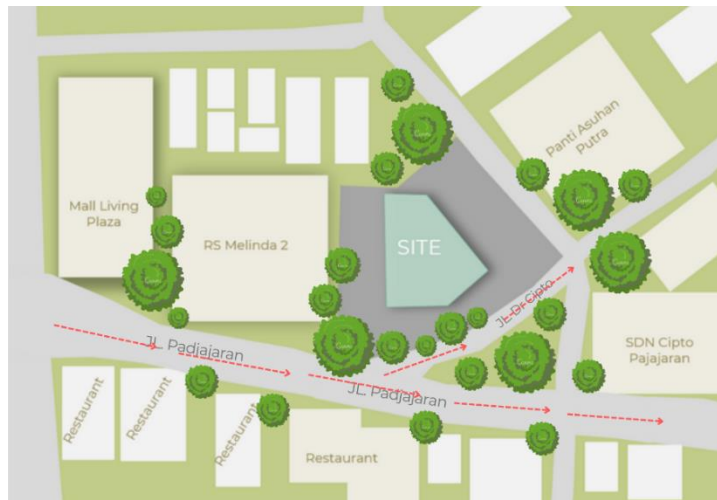 Panti Asuhan
Putra
Mall Living
Plaza
RS Melinda 2
SITE
JL. Dr Cipto
JL. Padjajaran
JL. Padjajaran
SDN Cipto
Pajajaran
Restaurant
Restaurant
Restaurant
Restaurant